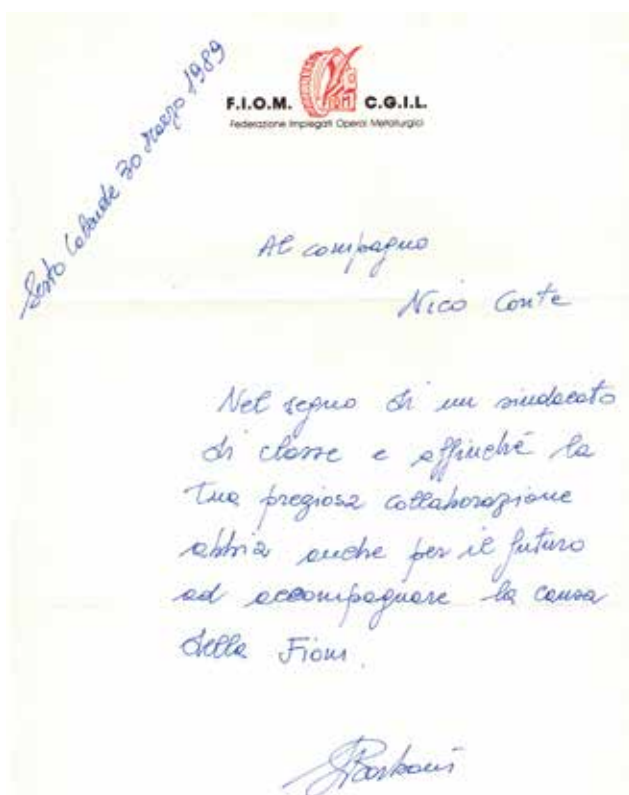 Sesto Calende 30 marzo 1989
F.I.O.M. C.G.I.L.
Federazione Impiegati Operai Metallurgici
Al compagno
Nico Conte
Nel segno di un sindacato
di classe e affinché la
tua preziosa collaborazione
abbia anche per il futuro
ad accompagnare la causa
della Fiom.